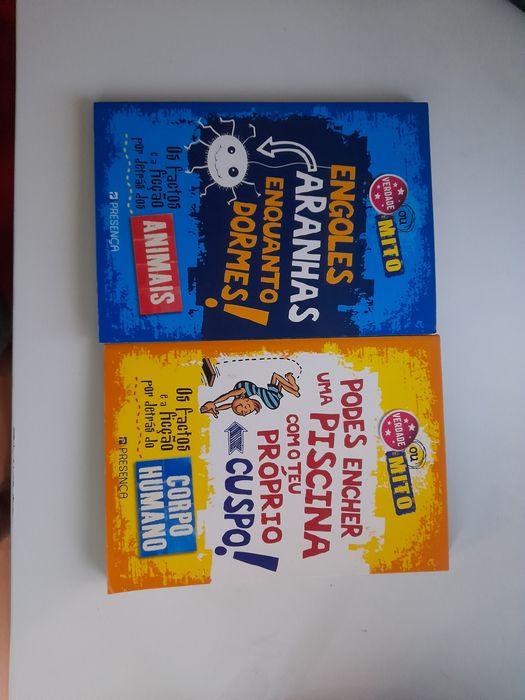 VERDADE
OU
MITO
ENGOLES
ARANHAS
ENQUANTO
DORMES!
Os factos
e a ficção
por detrás dos
ANIMAIS
PRESENÇA
VERDADE
OU
MITO
PODES ENCHER
UMA PISCINA
COM O TEU
PRÓPRIO
CUSPO!
Os factos
e a ficção
por detrás do
CORPO
HUMANO
PRESENÇA